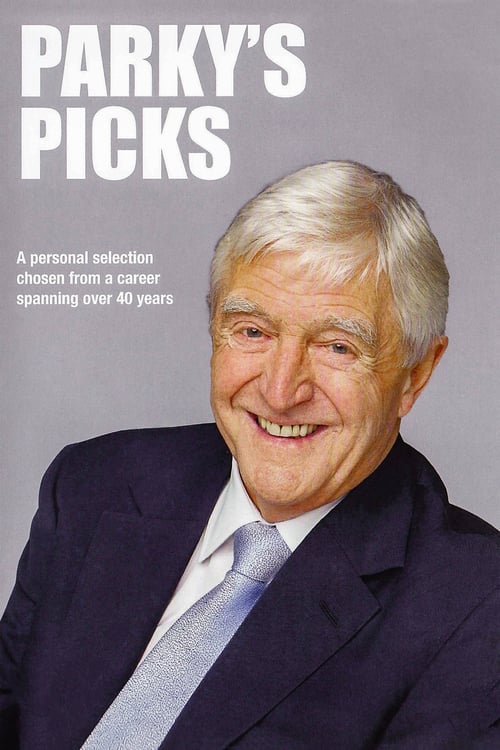 PARKY'S
PICKS
A personal selection
chosen from a career
spanning over 40 years